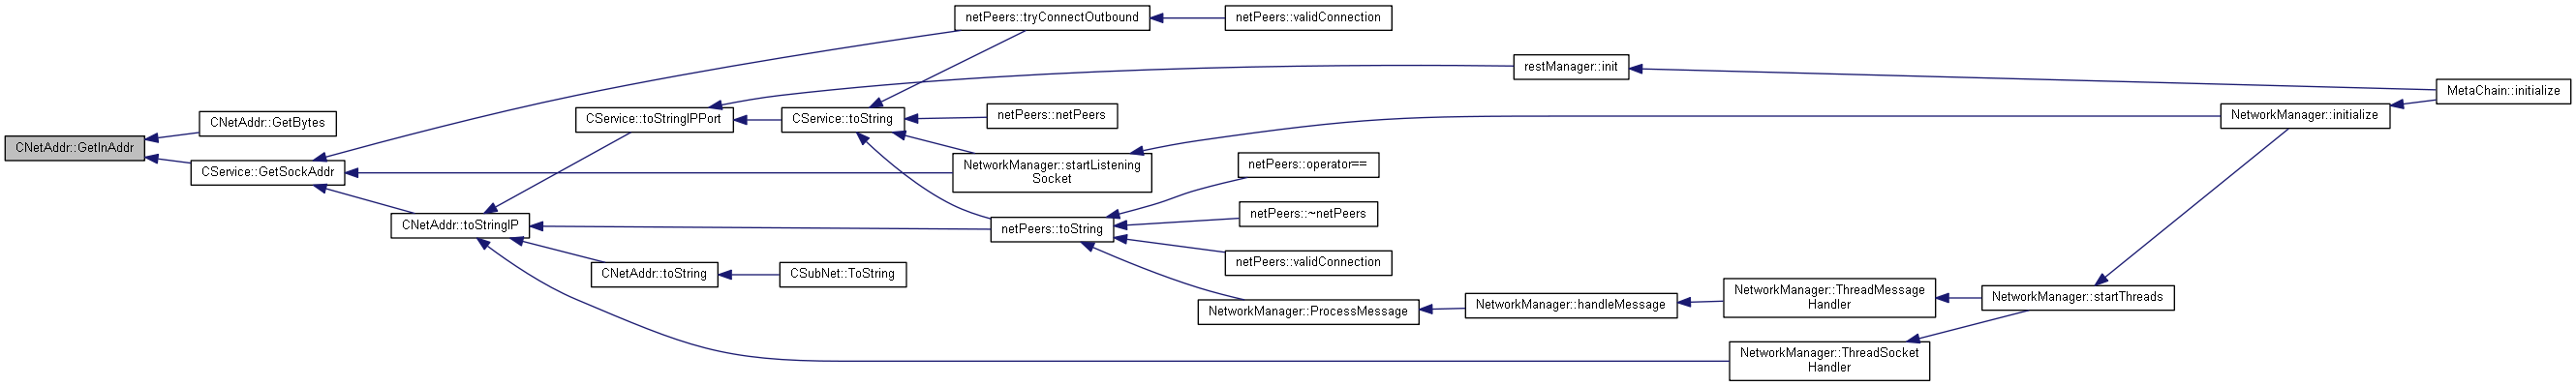 netPeers::tryConnectOutbound
netPeers::validConnection
restManager::init
MetaChain::initialize
CNetAddr::GetBytes
CService::toStringIPPort
CService::toString
netPeers::netPeers
NetworkManager::initialize
CNetAddr::GetInAddr
CService::GetSockAddr
NetworkManager::startListening
Socket
netPeers::operator==
CNetAddr::toStringIP
netPeers::toString
netPeers::~netPeers
netPeers::validConnection
CNetAddr::toString
CSubNet::ToString
NetworkManager::ProcessMessage
NetworkManager::handleMessage
NetworkManager::ThreadMessage
Handler
NetworkManager::startThreads
NetworkManager::ThreadSocket
Handler